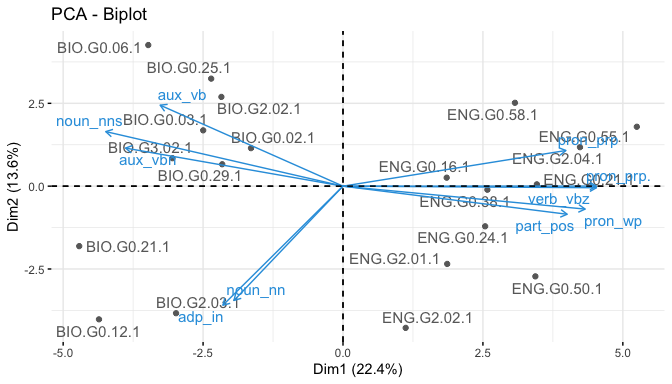 PCA - Biplot
BIO.G0.06.1
BIO.G0.25.1
aux_vb
BIO.G2.02.1
noun_nns
BIO.G0.03.1
BIO.G0.02.1
BIO.G3.02.1
aux_vbn
BIO.G0.29.1
BIO.G0.21.1
BIO.G2.03.1
noun_nn
adp_in
BIO.G0.12.1
ENG.G0.58.1
ENG.G0.55.1
pron_prp
ENG.G2.04.1
ENG.G0.16.1
ENG.G0.21.1
pron_prp.
verb_vbz
ENG.G0.38.1
part_pos
pron_wp
ENG.G0.24.1
ENG.G2.01.1
ENG.G0.50.1
ENG.G2.02.1
2.5
0.0
-2.5
Dim2 (13.6%)
-5.0
-2.5
0.0
2.5
5.0
Dim1 (22.4%)